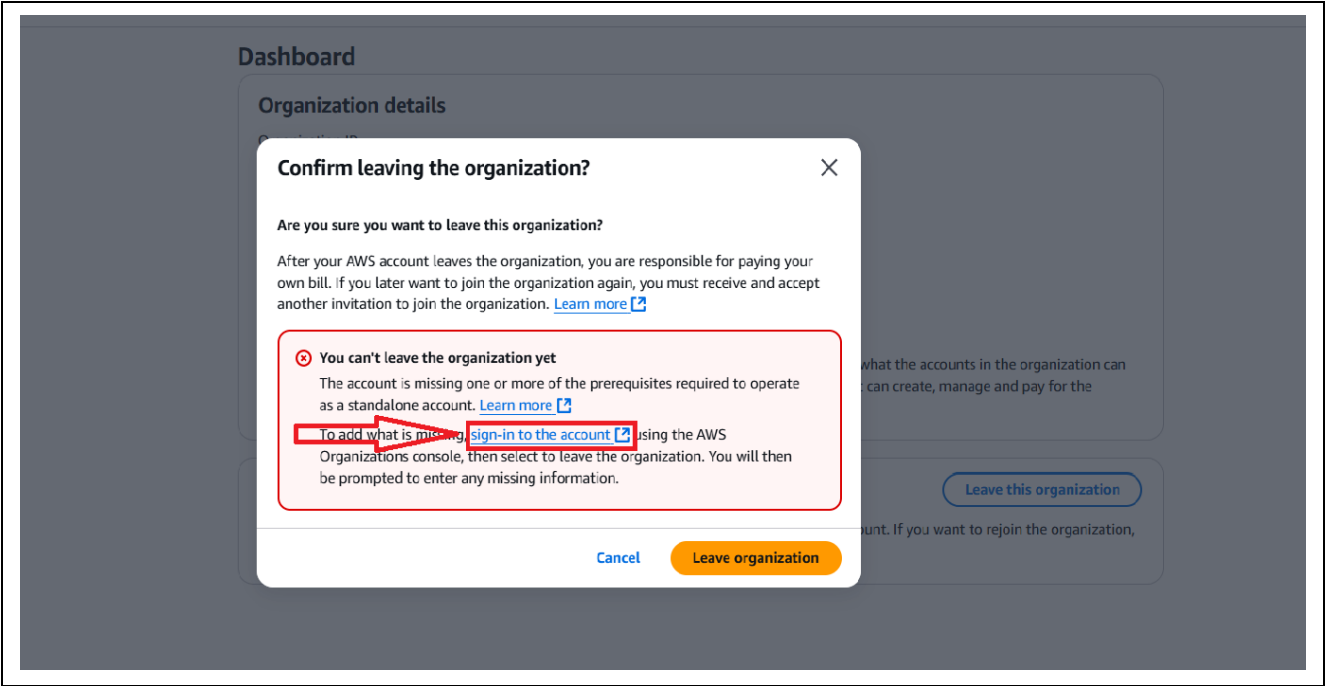 Dashboard
Organization details
Confirm leaving the organization?
Are you sure you want to leave this organization?
After your AWS account leaves the organization, you are responsible for paying your
own bill. If you later want to join the organization again, you must receive and accept
another invitation to join the organization. Learn more
You can't leave the organization yet
The account is missing one or more of the prerequisites required to operate
as a standalone account. Learn more
To add what is missing, sign-in to the account using the AWS
Organizations console, then select to leave the organization. You will then
be prompted to enter any missing information.
Cancel
Leave organization
what the accounts in the organization can
can create, manage and pay for the
Leave this organization
If you want to rejoin the organization,